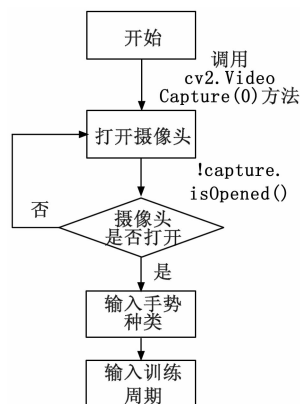 开始
调用
cv2.Video
Capture(0)方法
打开摄像头
!capture.
isOpened()
否
摄像头
是否打开
是
输入手势
种类
输入训练
周期